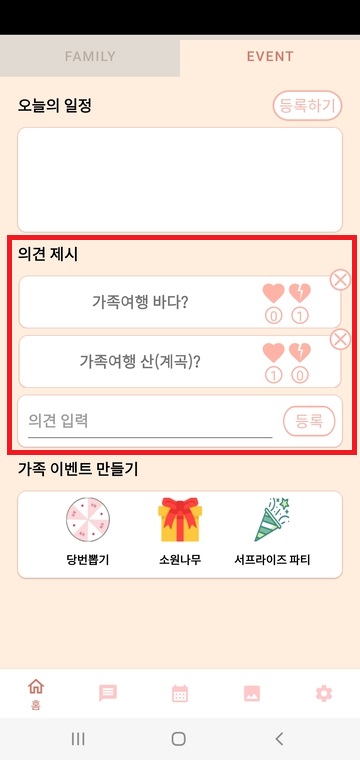 FAMILY
EVENT
오늘의 일정
등록하기
의견 제시
가족여행 바다?
0 1
가족여행 산(계곡)?
1 0
의견 입력
등록
가족 이벤트 만들기
당번뽑기
소원나무
서프라이즈 파티
홈